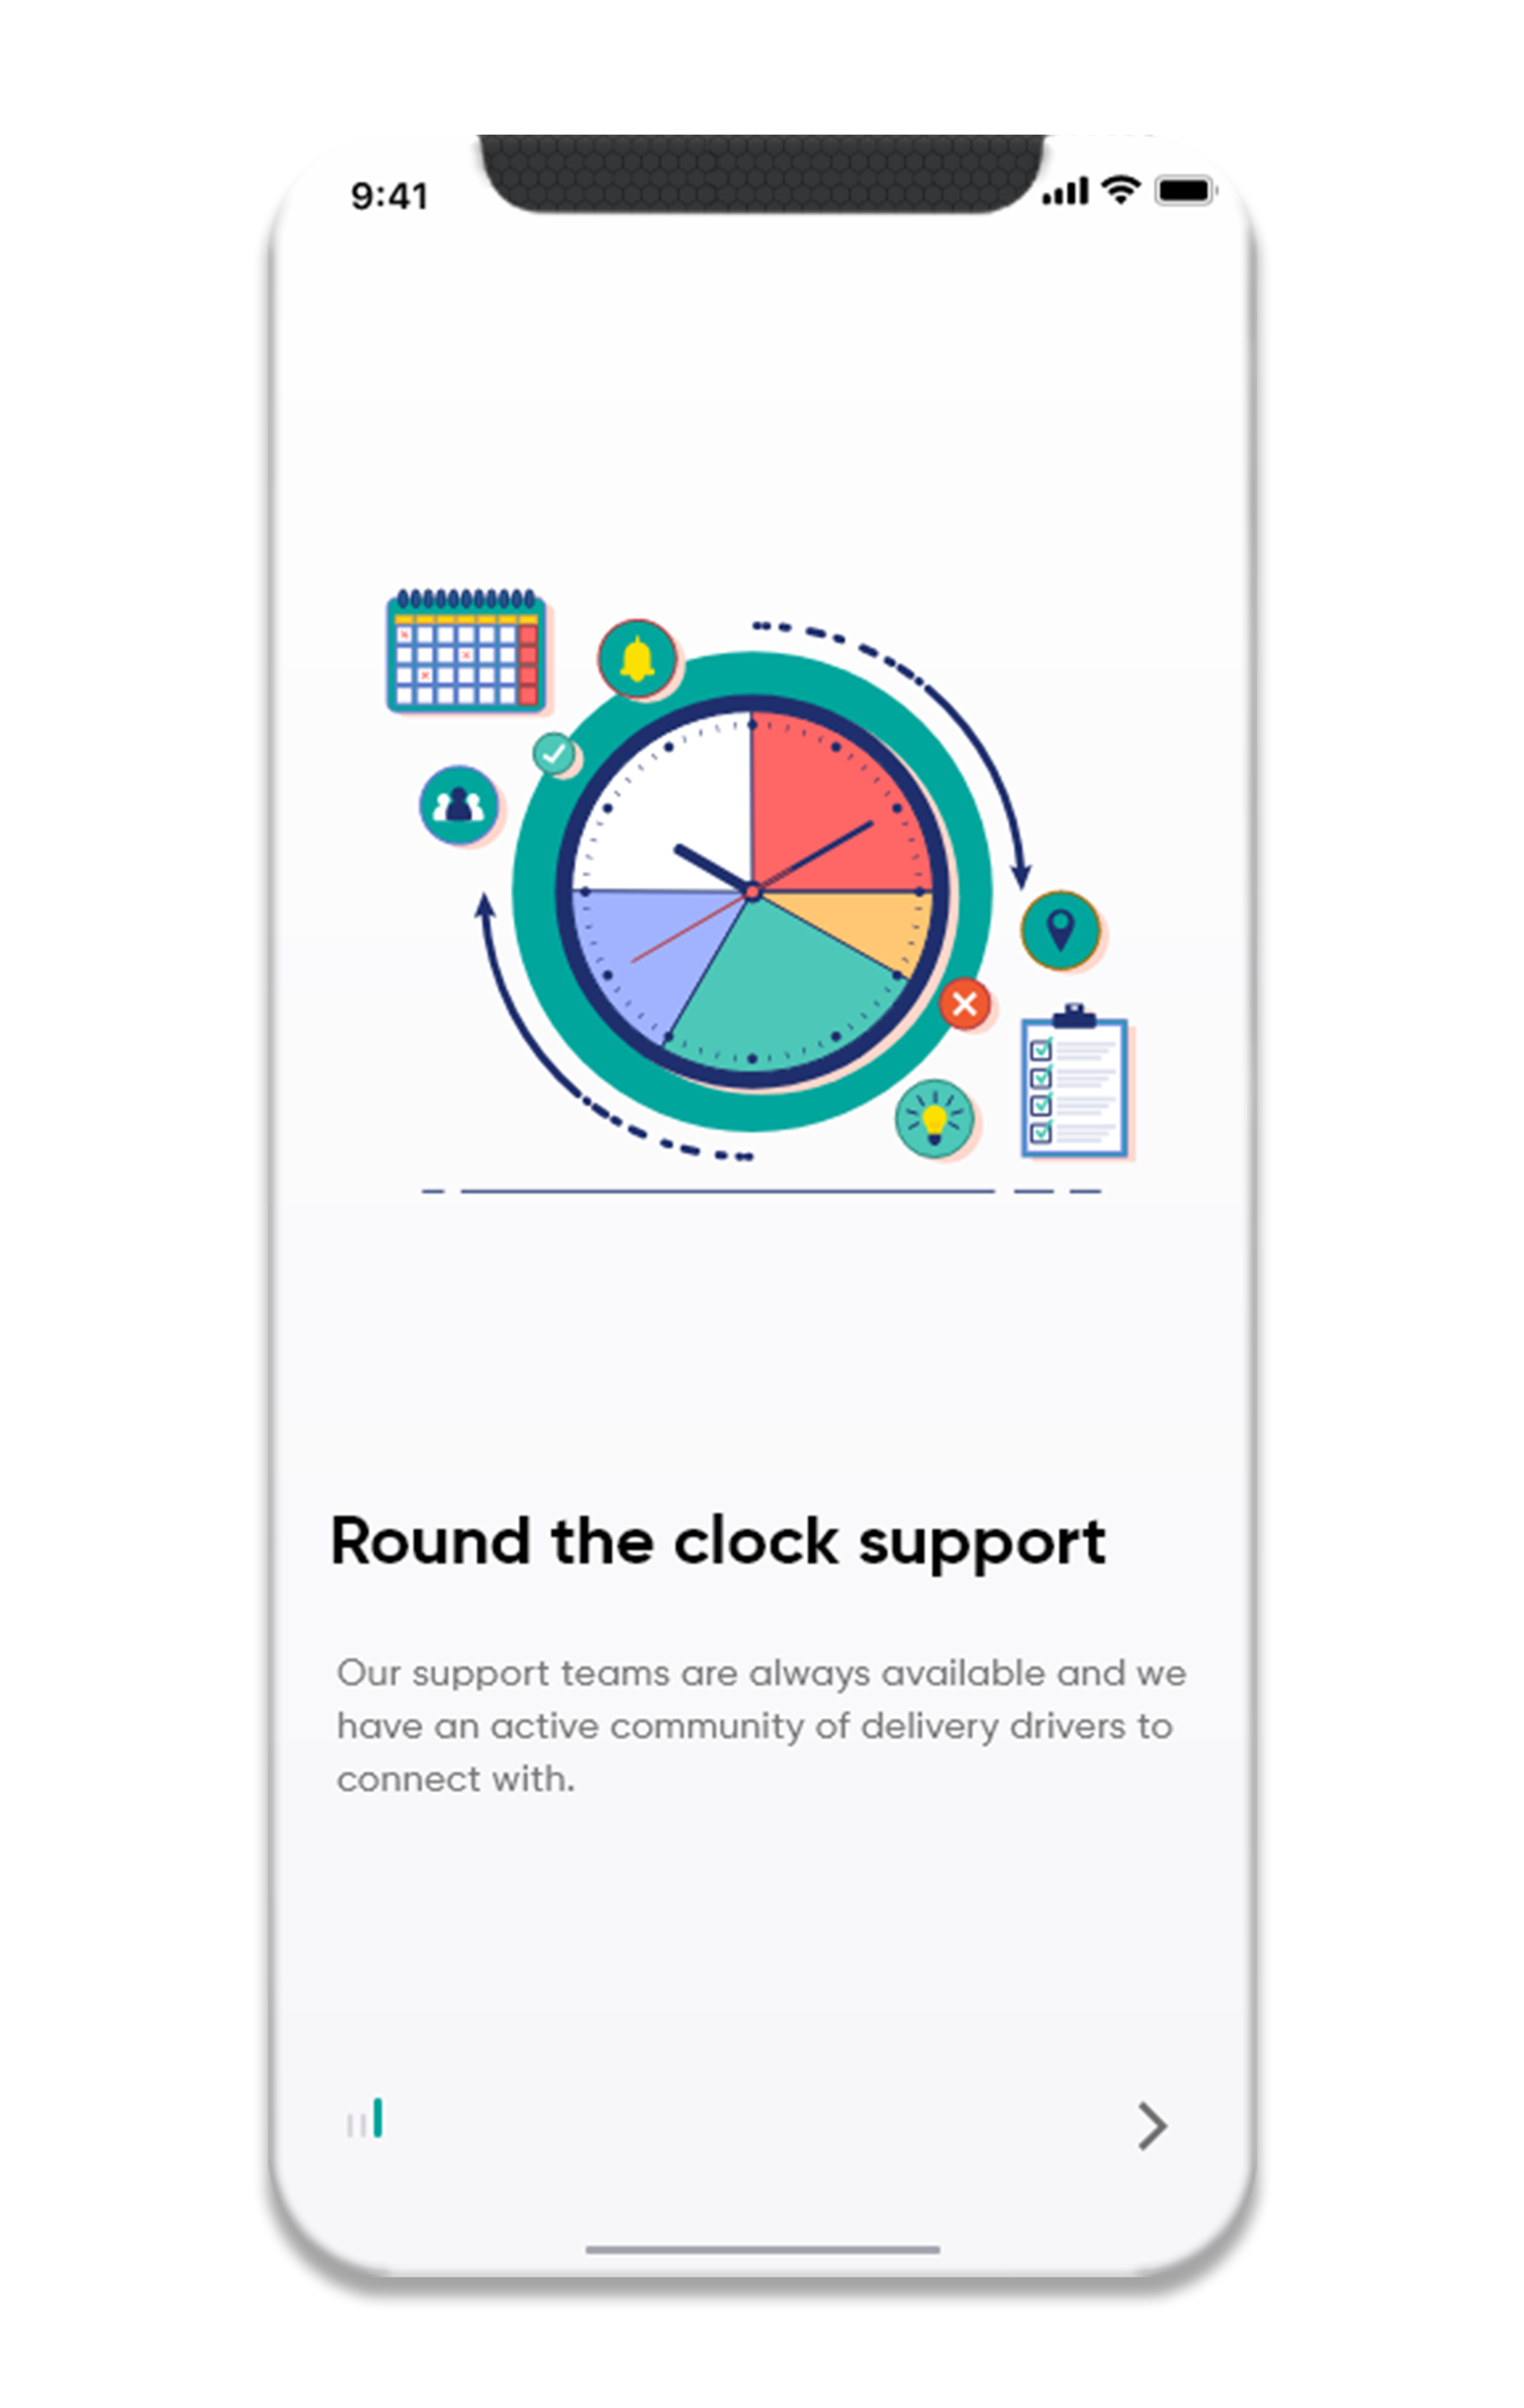 9:41
Round the clock support
Our support teams are always available and we
have an active community of delivery drivers to
connect with.